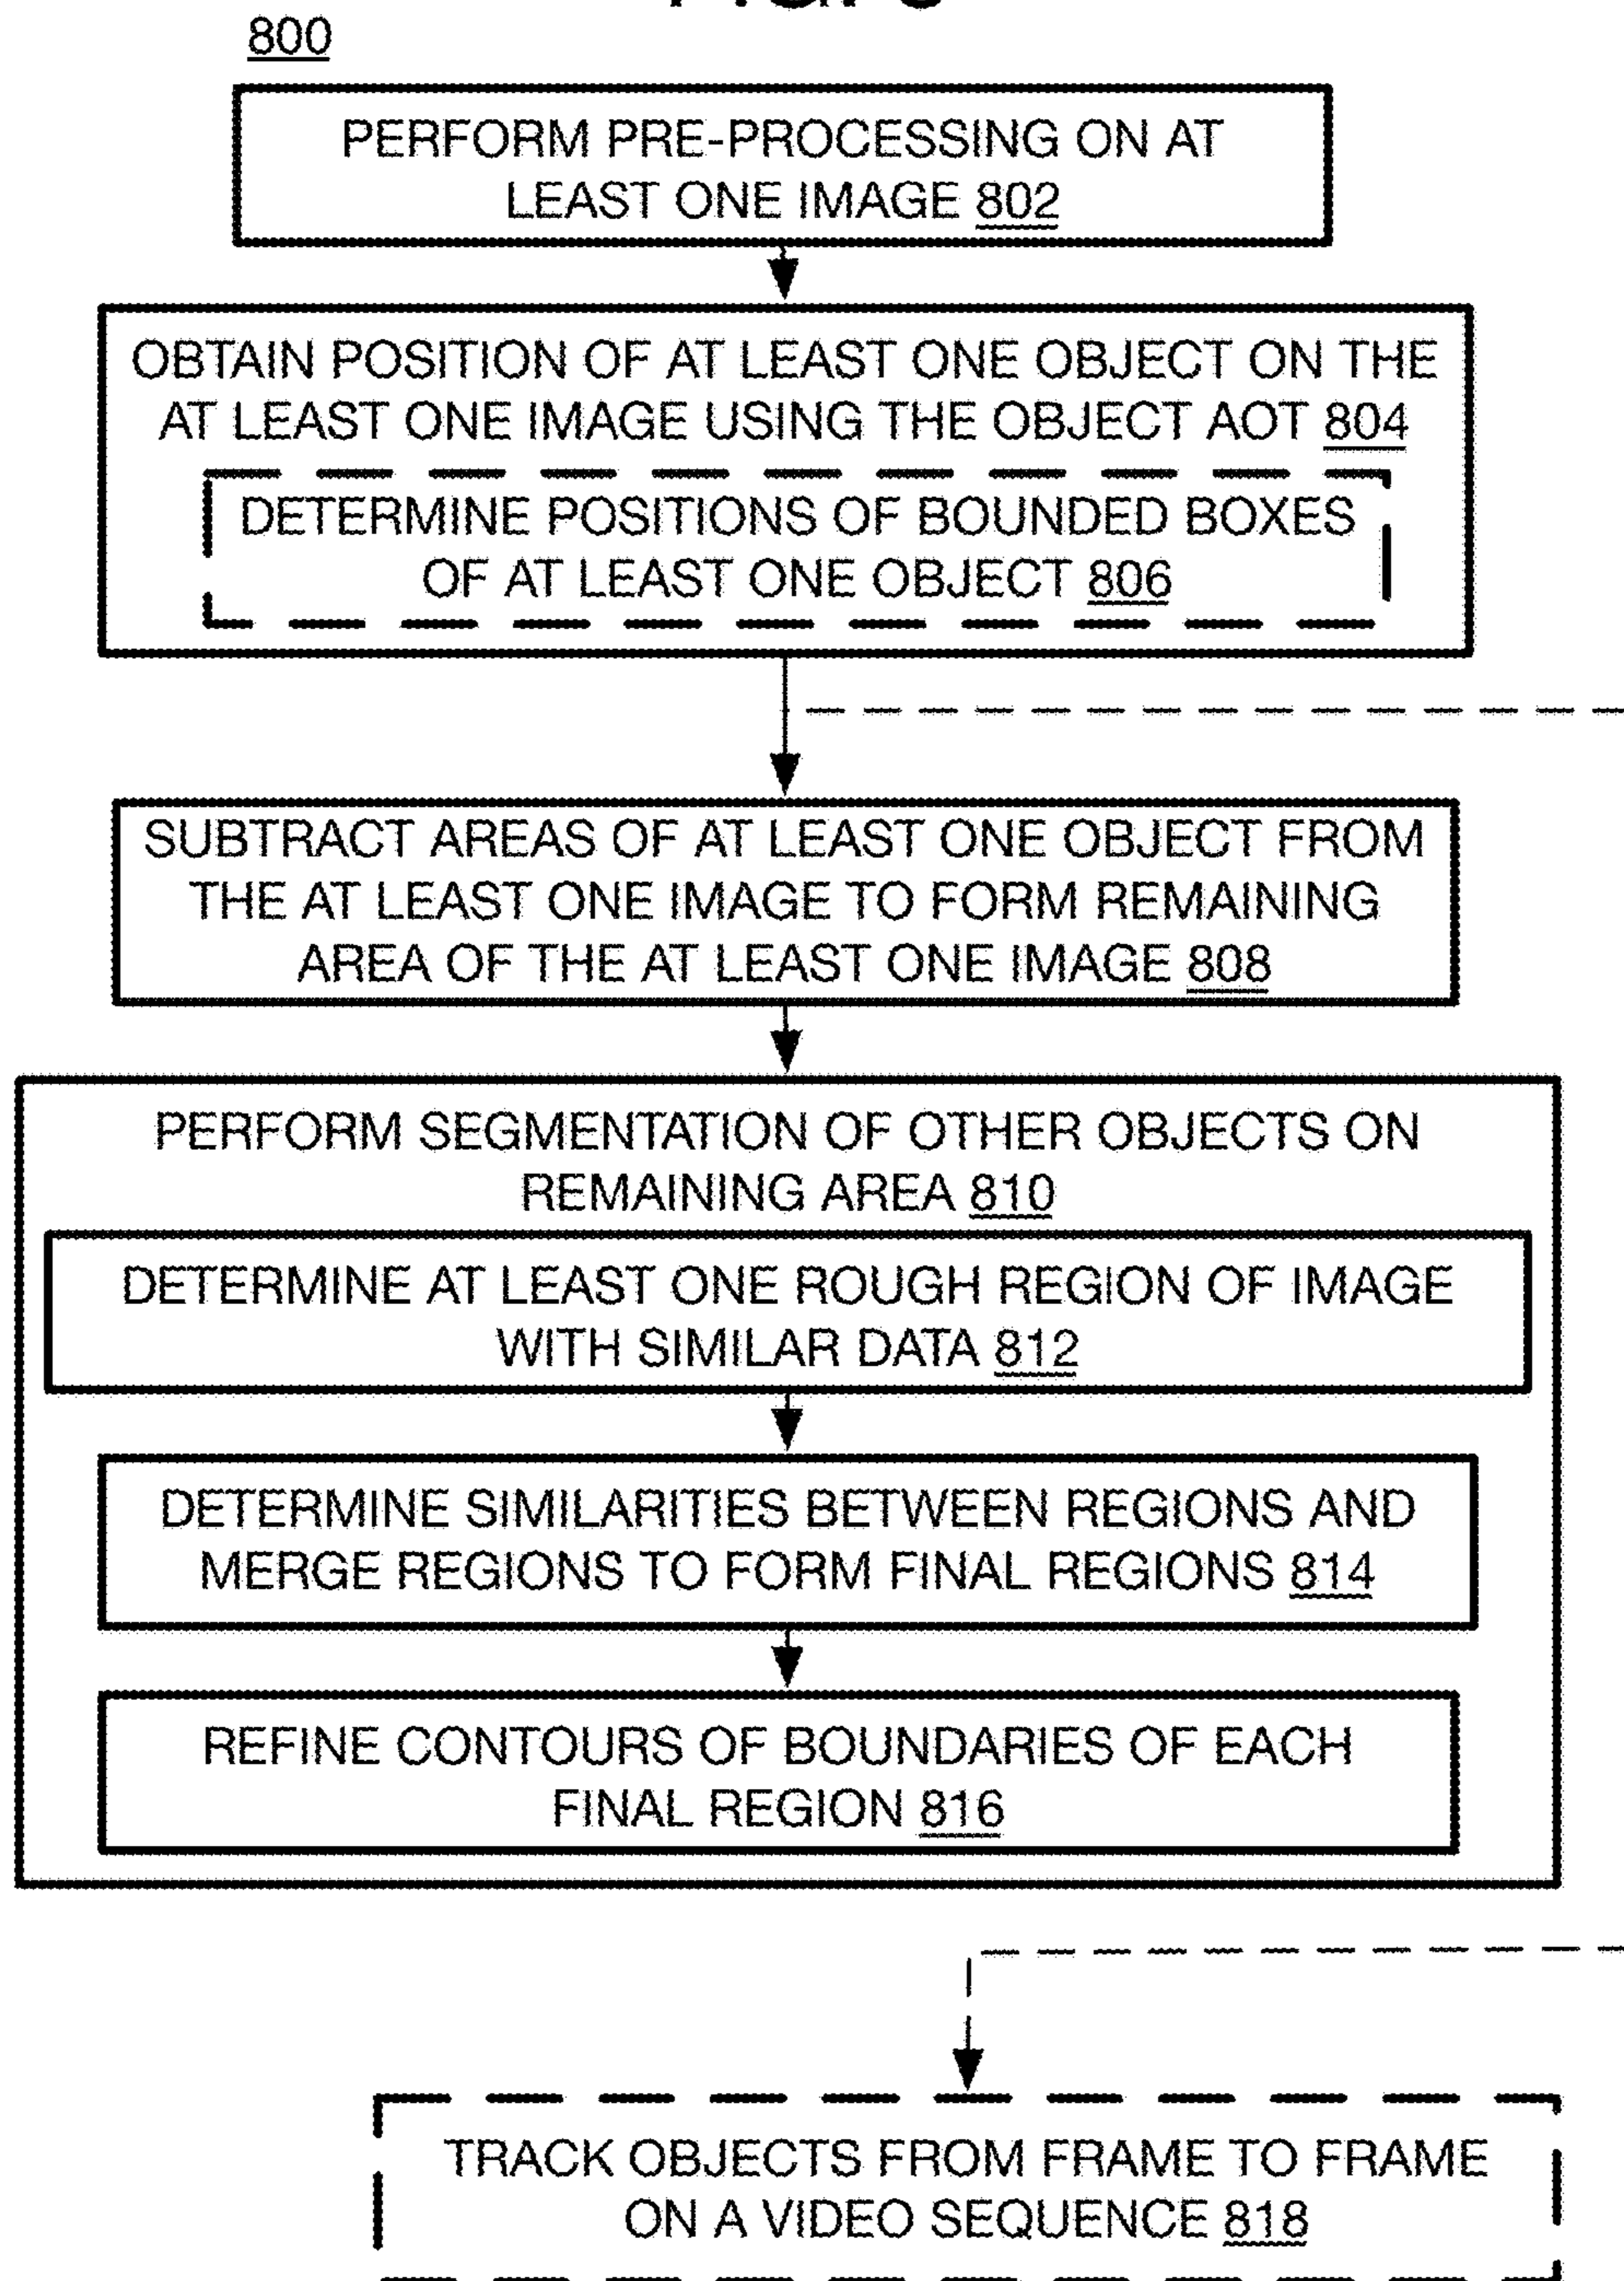 800
PERFORM PRE-PROCESSING ON AT
LEAST ONE IMAGE 802
OBTAIN POSITION OF AT LEAST ONE OBJECT ON THE
AT LEAST ONE IMAGE USING THE OBJECT AOT 804
DETERMINE POSITIONS OF BOUNDED BOXES
OF AT LEAST ONE OBJECT 806
SUBTRACT AREAS OF AT LEAST ONE OBJECT FROM
THE AT LEAST ONE IMAGE TO FORM REMAINING
AREA OF THE AT LEAST ONE IMAGE 808
PERFORM SEGMENTATION OF OTHER OBJECTS ON
REMAINING AREA 810
DETERMINE AT LEAST ONE ROUGH REGION OF IMAGE
WITH SIMILAR DATA 812
DETERMINE SIMILARITIES BETWEEN REGIONS AND
MERGE REGIONS TO FORM FINAL REGIONS 814
REFINE CONTOURS OF BOUNDARIES OF EACH
FINAL REGION 816
TRACK OBJECTS FROM FRAME TO FRAME
ON A VIDEO SEQUENCE 818